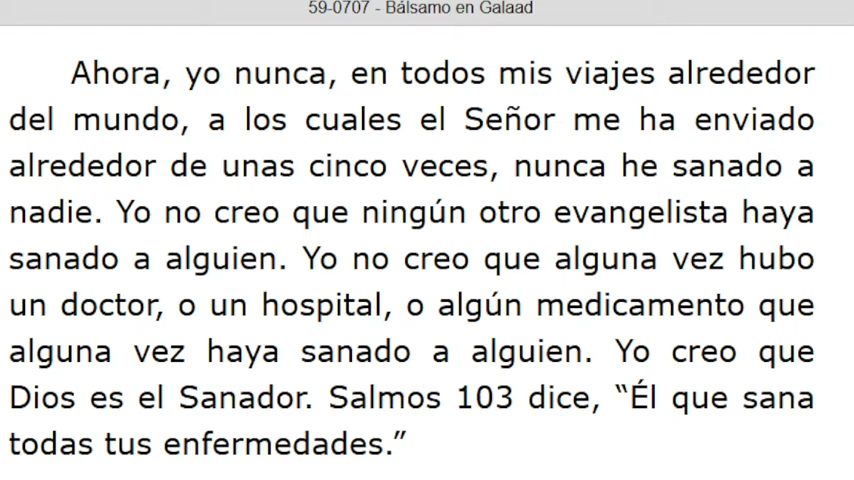 59-0707 - Bálsamo en Galaad
Ahora, yo nunca, en todos mis viajes alrededor
del mundo, a los cuales el Señor me ha enviado
alrededor de unas cinco veces, nunca he sanado a
nadie. Yo no creo que ningún otro evangelista haya
sanado a alguien. Yo no creo que alguna vez hubo
un doctor, o un hospital, o algún medicamento que
alguna vez haya sanado a alguien. Yo creo que
Dios es el Sanador. Salmos 103 dice, “Él que sana
todas tus enfermedades.”